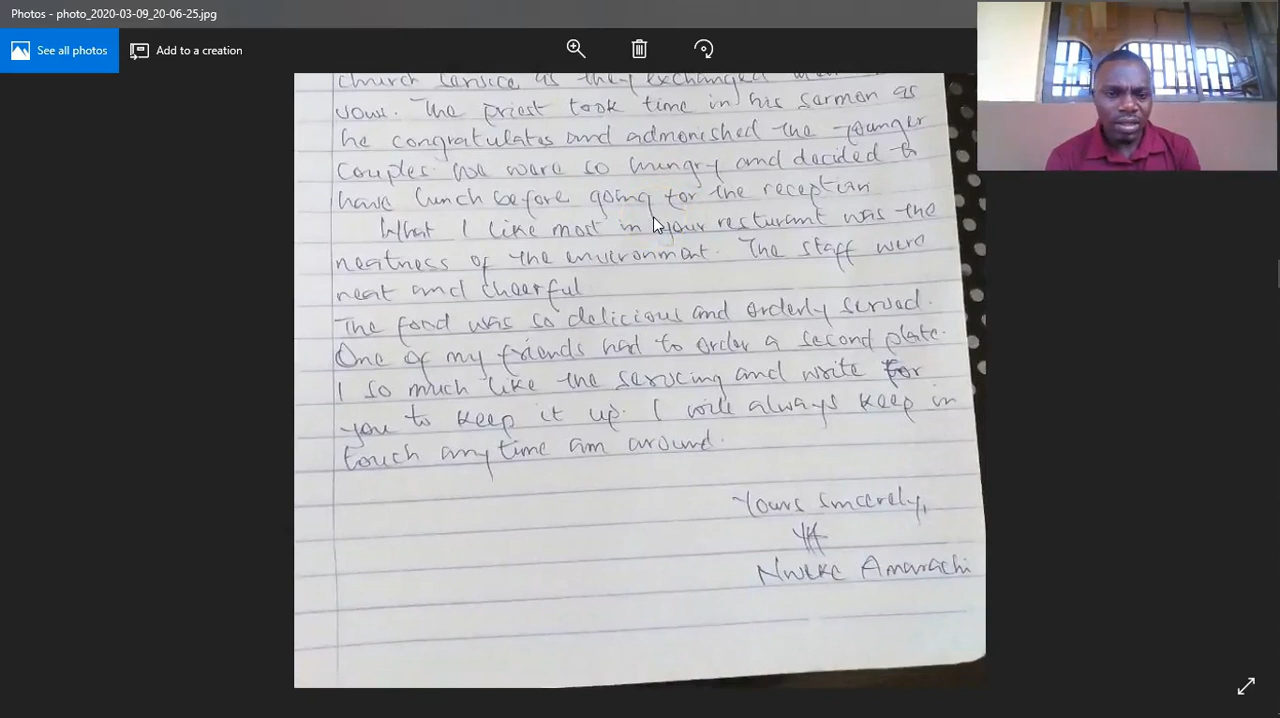 Photos - photo_2020-03-09_20-06-25.jpg
See all photos
Add to a creation
church service as they exchanged
vows. The priest took time in his sermon as
he congratulates and admonished the younger
couples. We were so hungry and decided to
have lunch before going for the reception
What I like most in your resturant was the
neatness of the environment. The staff were
neat and cheerful
The food was so delicious and orderly served.
One of my friends had to order a second plate.
I so much like the servicing and write for
you to keep it up. I will always keep in
touch anytime am around.
Yours sincerely,
Nweke Amarachi